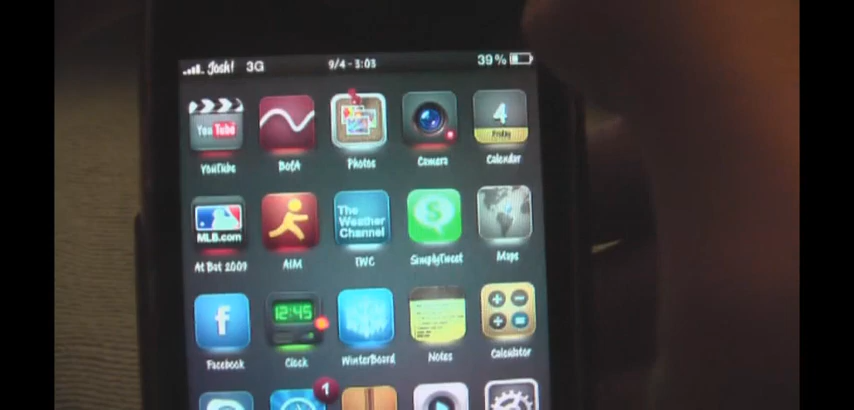 Josh! 3G 9/4 - 3:03 39%
You Tube 4 Friday
YouTube BofA Photos Camera Calendar
MLB.com The Weather Channel S
At Bat 2009 AIM TWC SimplyTweet Maps
f 12:45
Facebook Clock WinterBoard Notes Calculator
1